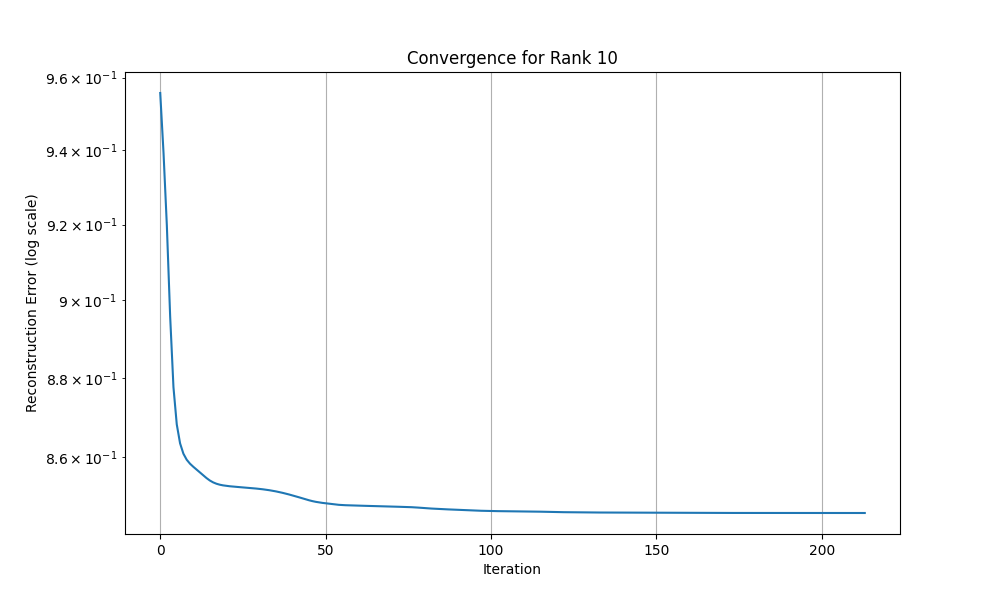 Convergence for Rank 10
Reconstruction Error (log scale)
9.6 × 10⁻¹
9.4 × 10⁻¹
9.2 × 10⁻¹
9 × 10⁻¹
8.8 × 10⁻¹
8.6 × 10⁻¹
0 50 100 150 200
Iteration